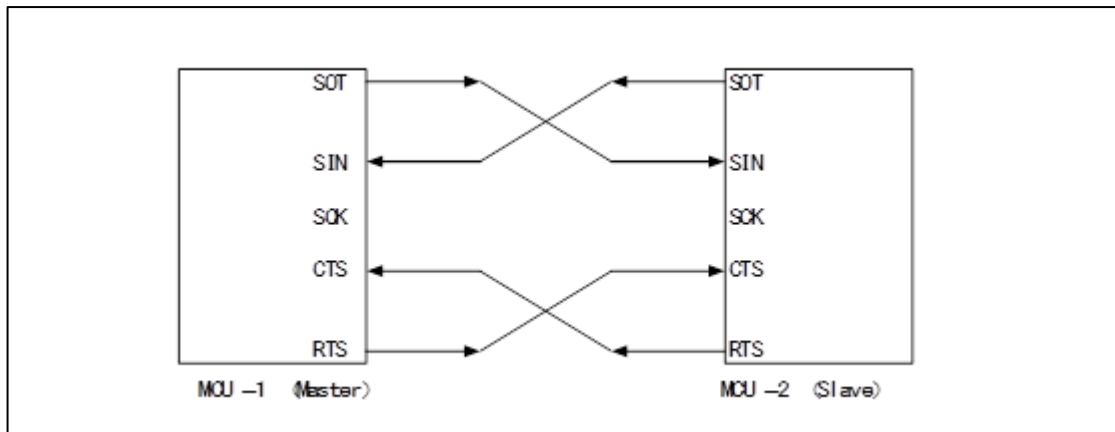 SOT SOT
SIN SIN
SCK SCK
CTS CTS
RTS RTS
MCU -1 (Master) MCU -2 (Slave)